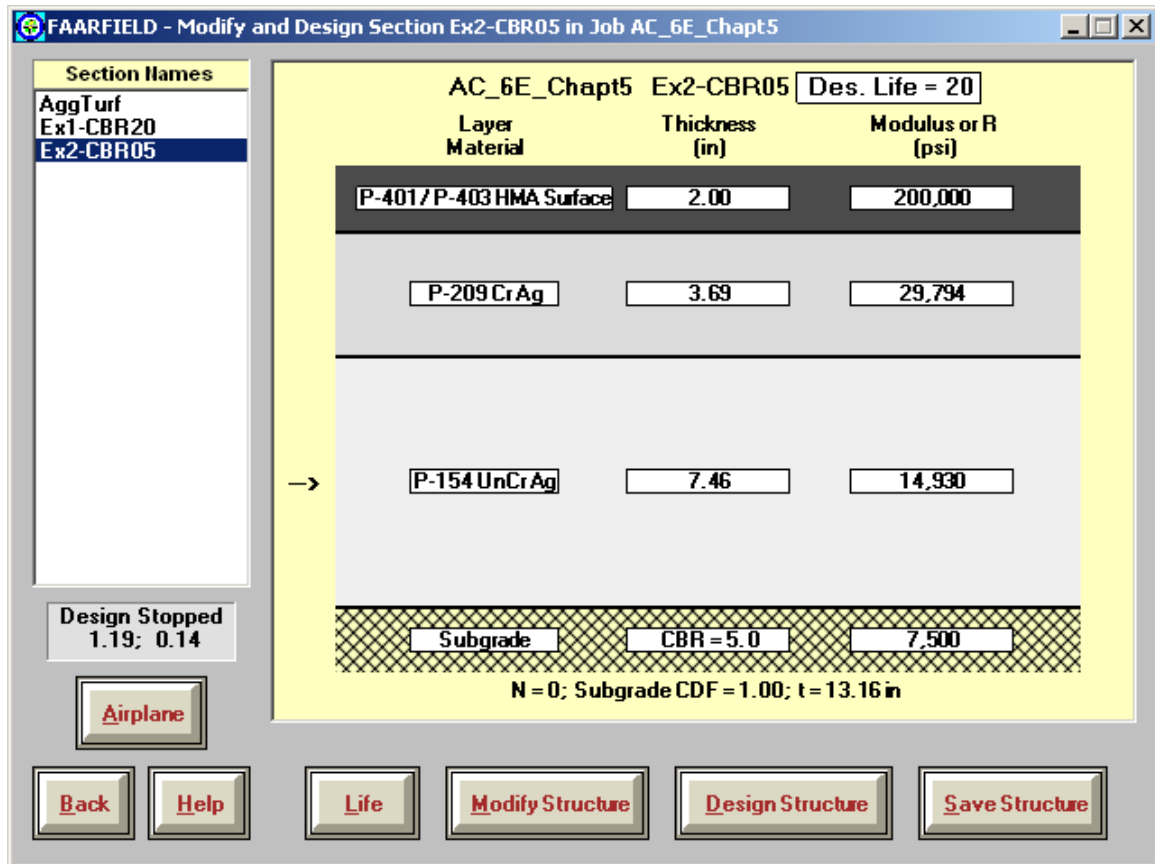 FAARFIELD - Modify and Design Section Ex2-CBR05 in Job AC_6E_Chapt5
Section Names
AggTurf
Ex1-CBR20
Ex2-CBR05
AC_6E_Chapt5 Ex2-CBR05 Des. Life = 20
Layer Material Thickness (in) Modulus or R (psi)
P-401/ P-403 HMA Surface 2.00 200,000
P-209 CrAg 3.69 29,794
--> P-154 UnCrAg 7.46 14,930
Subgrade CBR = 5.0 7,500
N = 0; Subgrade CDF = 1.00; t = 13.16 in
Design Stopped
1.19; 0.14
Airplane
Back Help Life Modify Structure Design Structure Save Structure